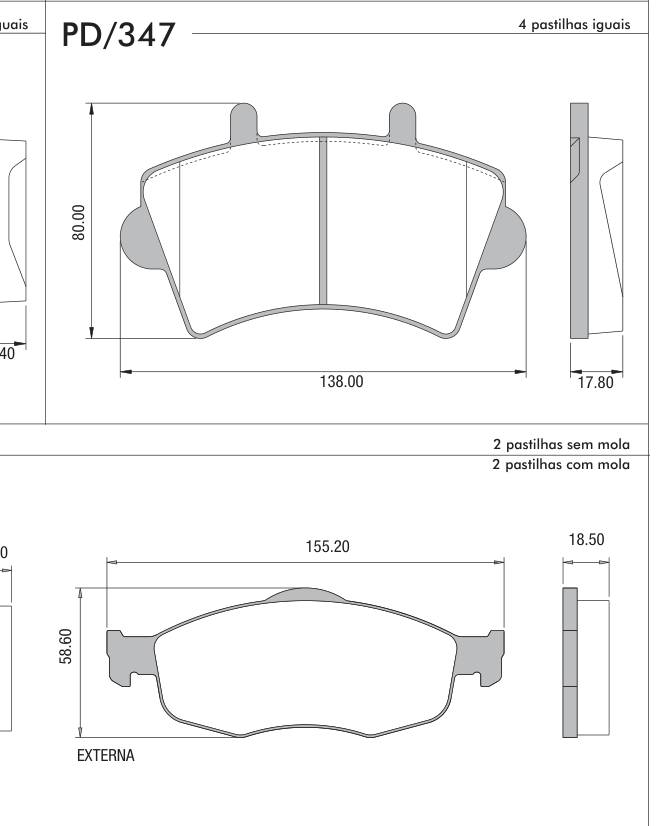 PD/347
4 pastilhas iguais
80.00
138.00
17.80
40
2 pastilhas sem mola
2 pastilhas com mola
0
155.20
18.50
58.60
EXTERNA